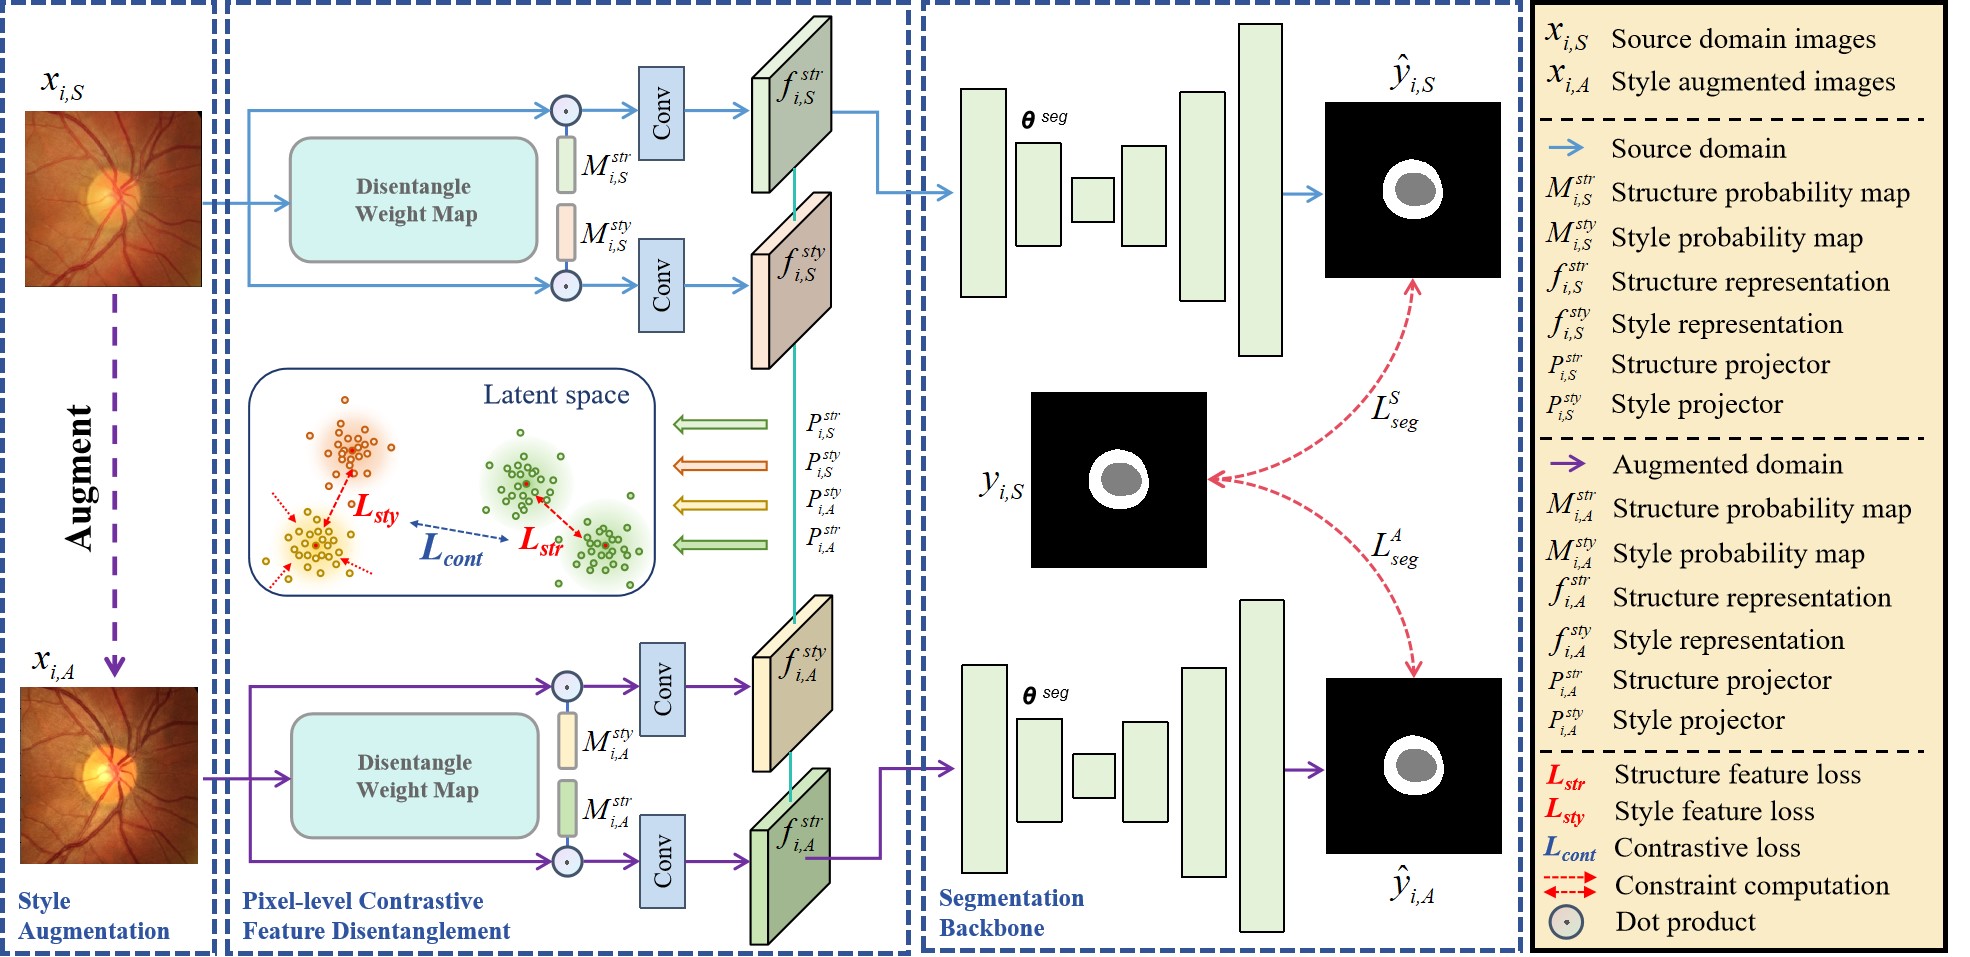 x_{i,S}
Augment
x_{i,A}
Style
Augmentation
Disentangle
Weight Map
M_{i,S}^{str}
M_{i,S}^{sty}
Conv
Conv
f_{i,S}^{str}
f_{i,S}^{sty}
Latent space
L_{sty}
L_{cont}
L_{str}
P_{i,S}^{str}
P_{i,S}^{sty}
P_{i,A}^{sty}
P_{i,A}^{str}
Disentangle
Weight Map
M_{i,A}^{sty}
M_{i,A}^{str}
Conv
Conv
f_{i,A}^{sty}
f_{i,A}^{str}
Pixel-level Contrastive
Feature Disentanglement
θ^{seg}
ŷ_{i,S}
y_{i,S}
L_{seg}^{S}
L_{seg}^{A}
θ^{seg}
ŷ_{i,A}
Segmentation
Backbone
x_{i,S} Source domain images
x_{i,A} Style augmented images
Source domain
M_{i,S}^{str} Structure probability map
M_{i,S}^{sty} Style probability map
f_{i,S}^{str} Structure representation
f_{i,S}^{sty} Style representation
P_{i,S}^{str} Structure projector
P_{i,S}^{sty} Style projector
Augmented domain
M_{i,A}^{str} Structure probability map
M_{i,A}^{sty} Style probability map
f_{i,A}^{str} Structure representation
f_{i,A}^{sty} Style representation
P_{i,A}^{str} Structure projector
P_{i,A}^{sty} Style projector
L_{str} Structure feature loss
L_{sty} Style feature loss
L_{cont} Contrastive loss
Constraint computation
Dot product